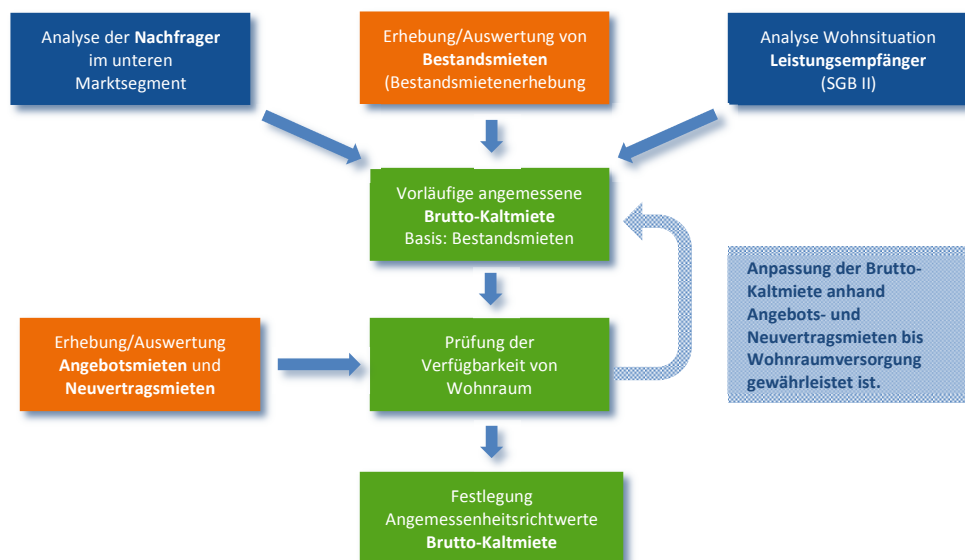 Analyse der Nachfrager
im unteren
Marktsegment
Erhebung/Auswertung von
Bestandsmieten
(Bestandsmietenerhebung
Analyse Wohnsituation
Leistungsempfänger
(SGB II)
Vorläufige angemessene
Brutto-Kaltmiete
Basis: Bestandsmieten
Anpassung der Brutto-
Kaltmiete anhand
Angebots- und
Neuvertragsmieten bis
Wohnraumversorgung
gewährleistet ist.
Erhebung/Auswertung
Angebotsmieten und
Neuvertragsmieten
Prüfung der
Verfügbarkeit von
Wohnraum
Festlegung
Angemessenheitsrichtwerte
Brutto-Kaltmiete